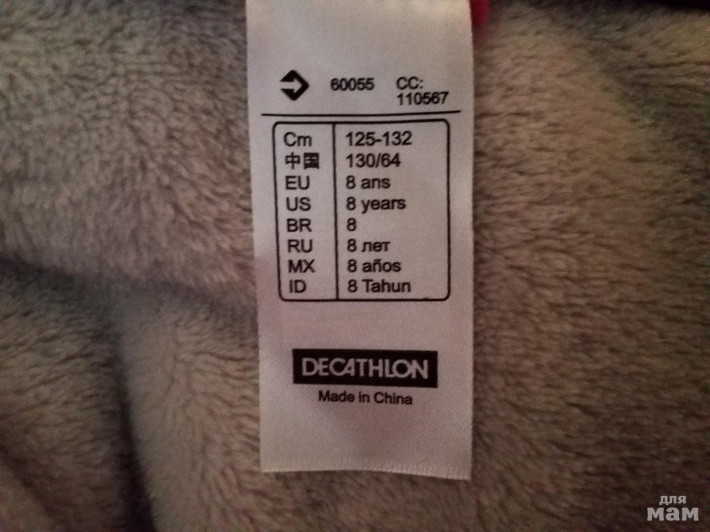 60055 CC:
110567
Cm 125-132
中国 130/64
EU 8 ans
US 8 years
BR 8
RU 8 лет
MX 8 años
ID 8 Tahun
DECATHLON
Made in China
для
мам